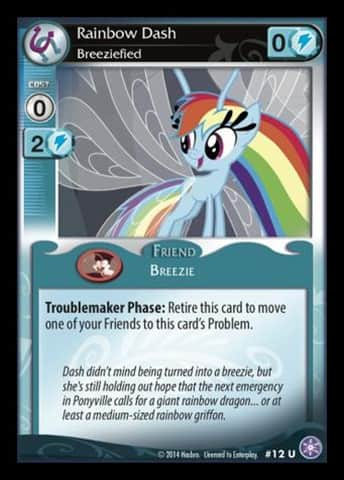 Rainbow Dash
Breeziefied
0
COST
0
2
FRIEND
BREEZIE
Troublemaker Phase: Retire this card to move
one of your Friends to this card's Problem.
Dash didn't mind being turned into a breezie, but
she's still holding out hope that the next emergency
in Ponyville calls for a giant rainbow dragon... or at
least a medium-sized rainbow griffon.
© 2014 Hasbro. Licensed to Enterplay. #12 U